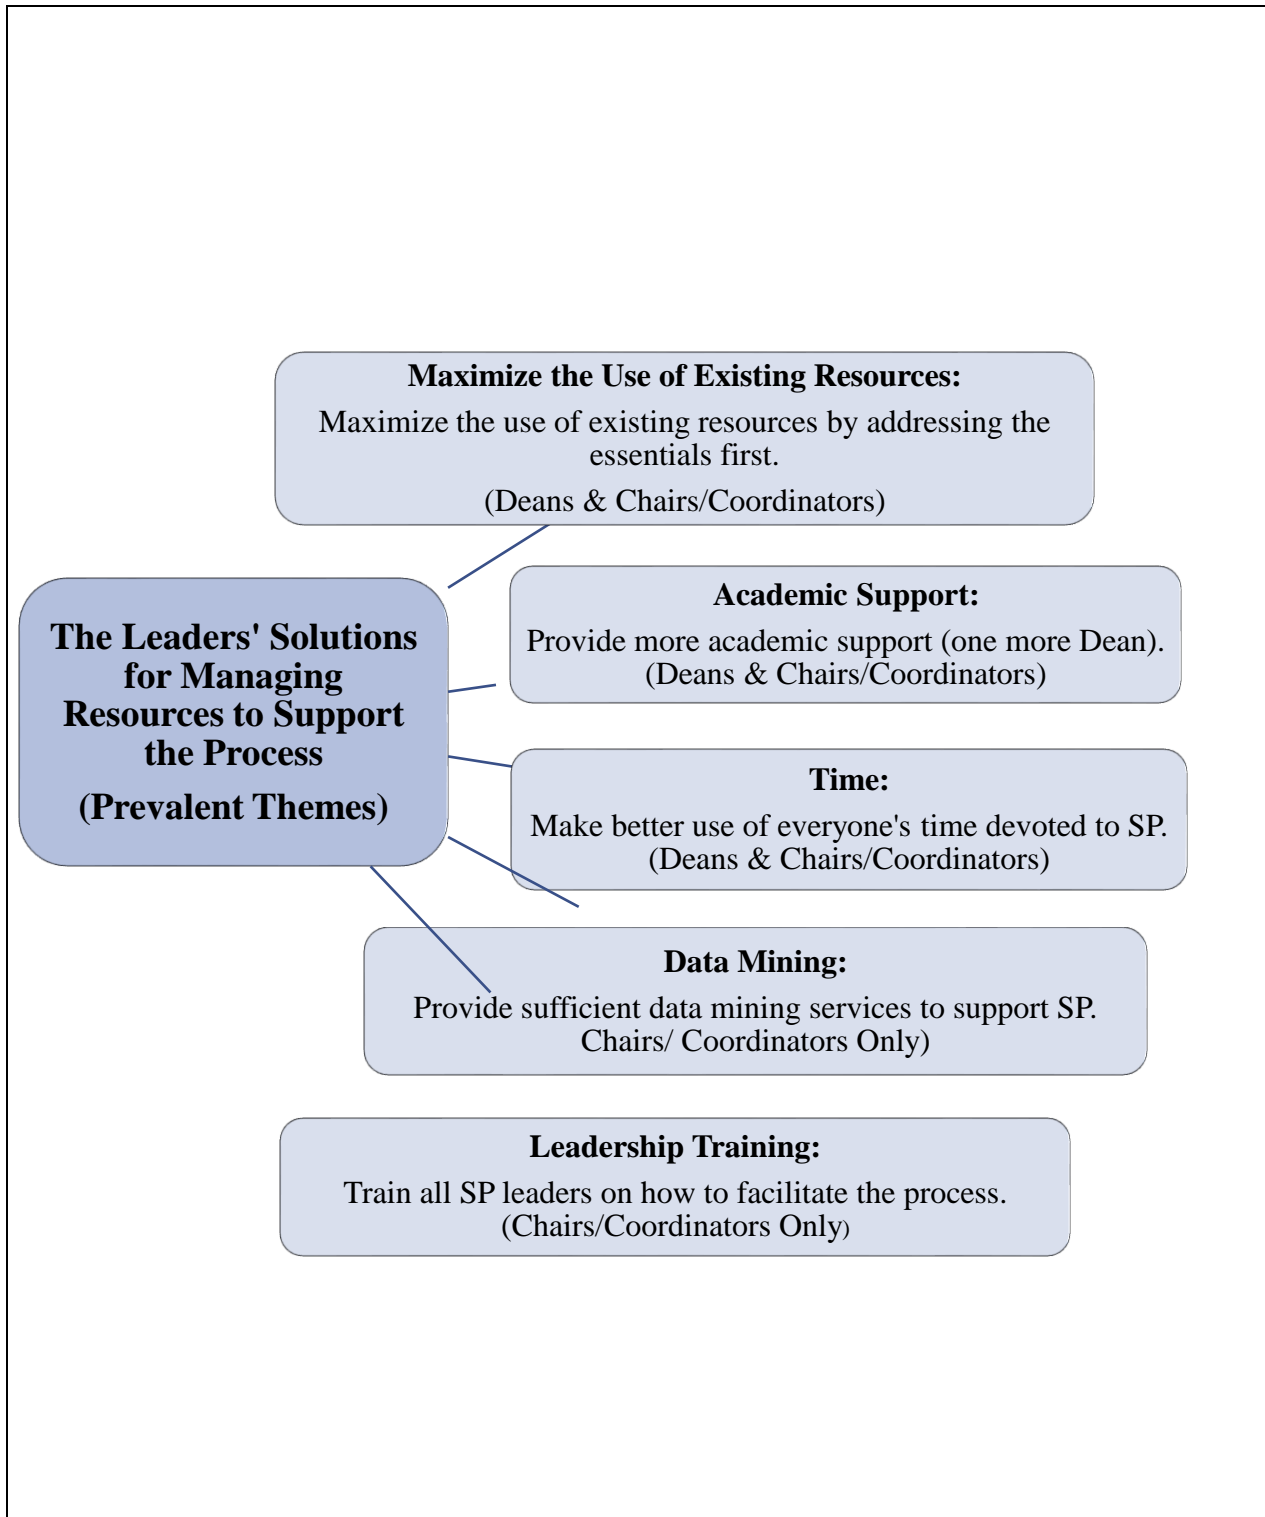 Maximize the Use of Existing Resources:
Maximize the use of existing resources by addressing the
essentials first.
(Deans & Chairs/Coordinators)
The Leaders' Solutions
for Managing
Resources to Support
the Process
(Prevalent Themes)
Academic Support:
Provide more academic support (one more Dean).
(Deans & Chairs/Coordinators)
Time:
Make better use of everyone's time devoted to SP.
(Deans & Chairs/Coordinators)
Data Mining:
Provide sufficient data mining services to support SP.
Chairs/ Coordinators Only)
Leadership Training:
Train all SP leaders on how to facilitate the process.
(Chairs/Coordinators Only)